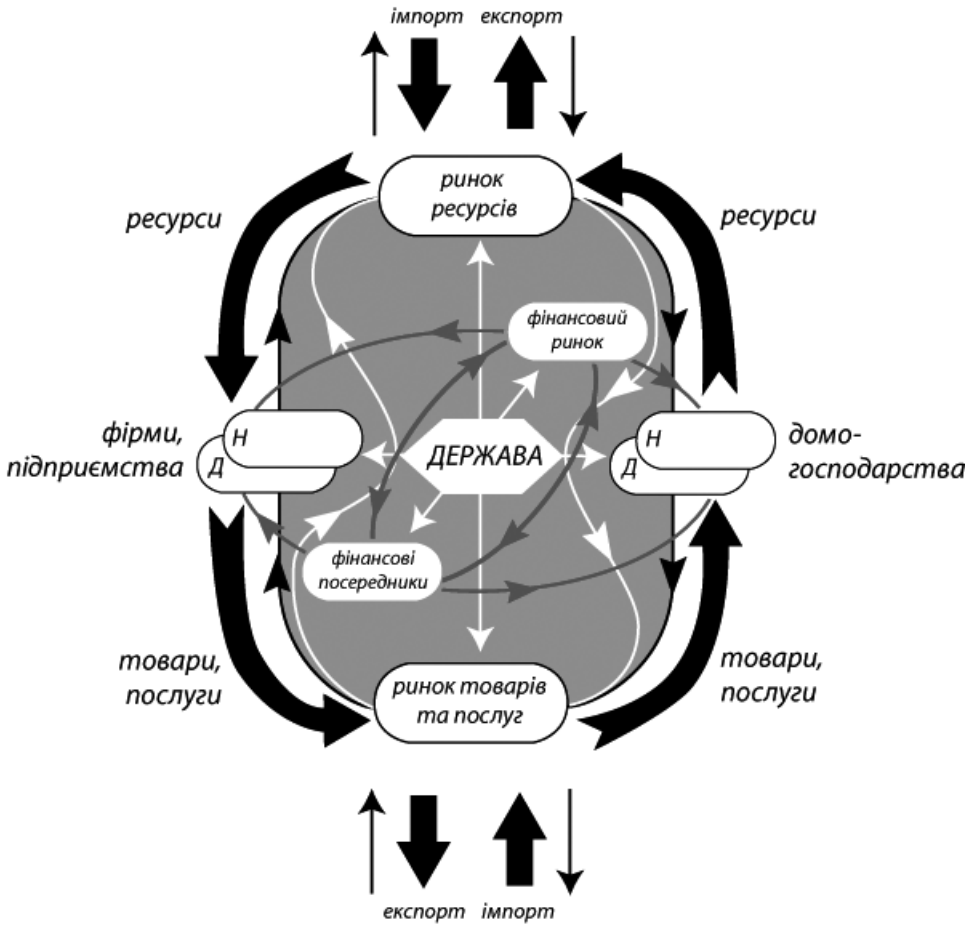 імпорт експорт
ринок
ресурсів
ресурси
ресурси
фінансовий
ринок
фірми,
підприємства
Н
Д
ДЕРЖАВА
Н
Д
домо-
господарства
фінансові
посередники
товари,
послуги
ринок товарів
та послуг
товари,
послуги
експорт імпорт